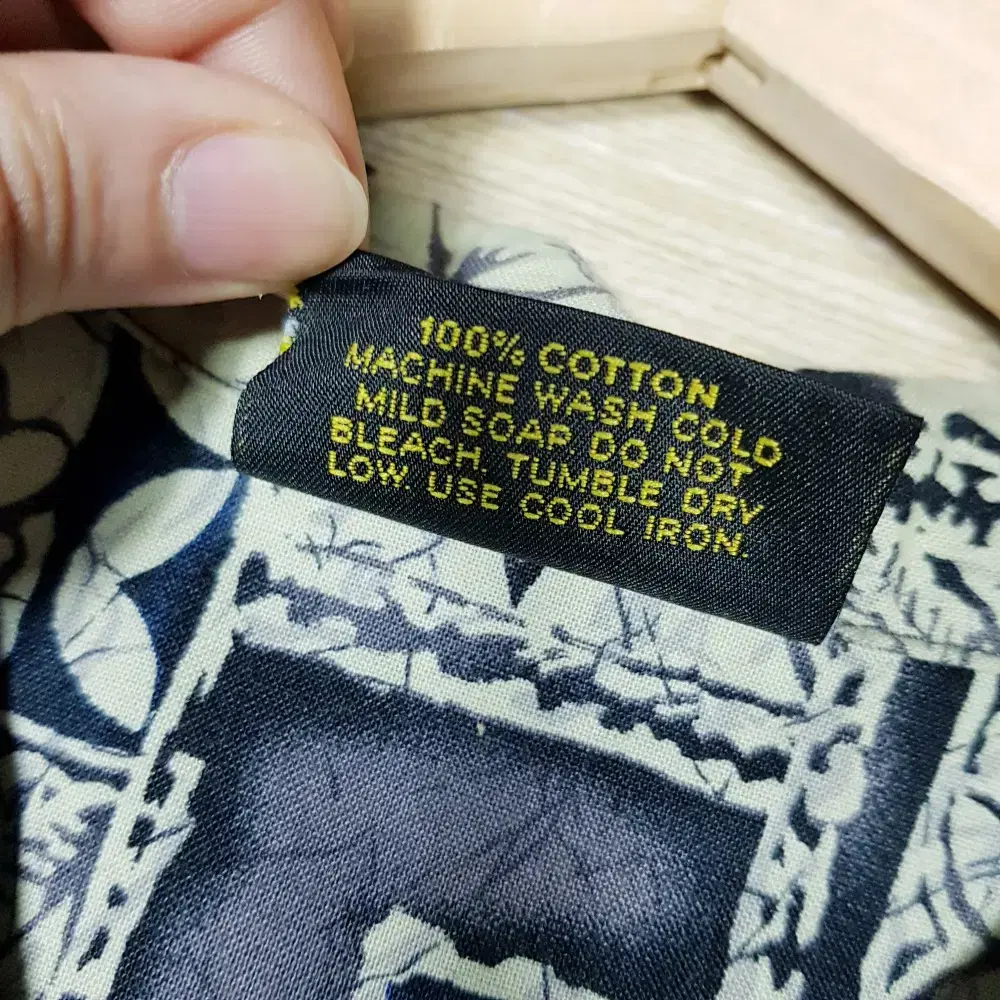 100% COTTON
MACHINE WASH COLD
MILD SOAP. DO NOT
BLEACH. TUMBLE DRY
LOW. USE COOL IRON.